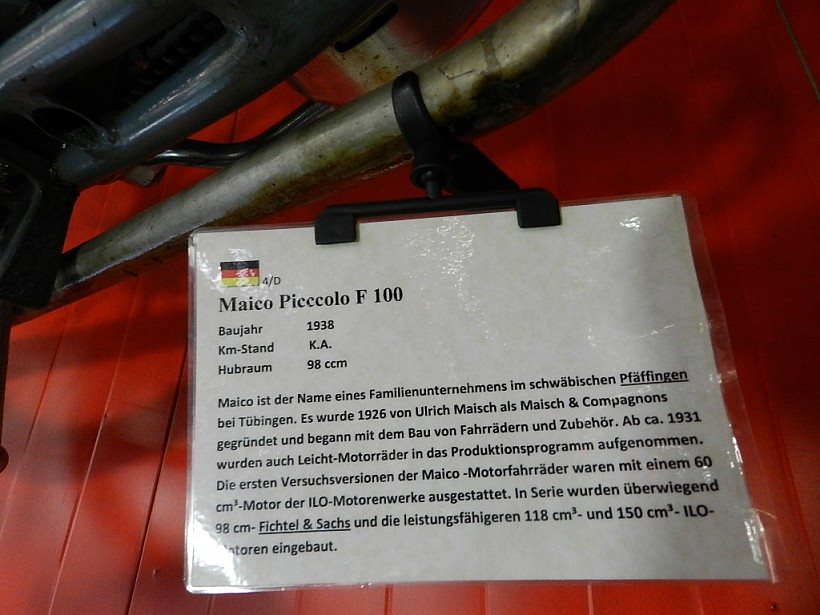 4/D
Maico Picccolo F 100
Baujahr 1938
Km-Stand K.A.
Hubraum 98 ccm
Maico ist der Name eines Familienunternehmens im schwäbischen Pfäffingen
bei Tübingen. Es wurde 1926 von Ulrich Maisch als Maisch & Compagnons
gegründet und begann mit dem Bau von Fahrrädern und Zubehör. Ab ca. 1931
wurden auch Leicht-Motorräder in das Produktionsprogramm aufgenommen.
Die ersten Versuchsversionen der Maico -Motorfahrräder waren mit einem 60
cm³-Motor der ILO-Motorenwerke ausgestattet. In Serie wurden überwiegend
98 cm- Fichtel & Sachs und die leistungsfähigeren 118 cm³- und 150 cm³- ILO-
Motoren eingebaut.